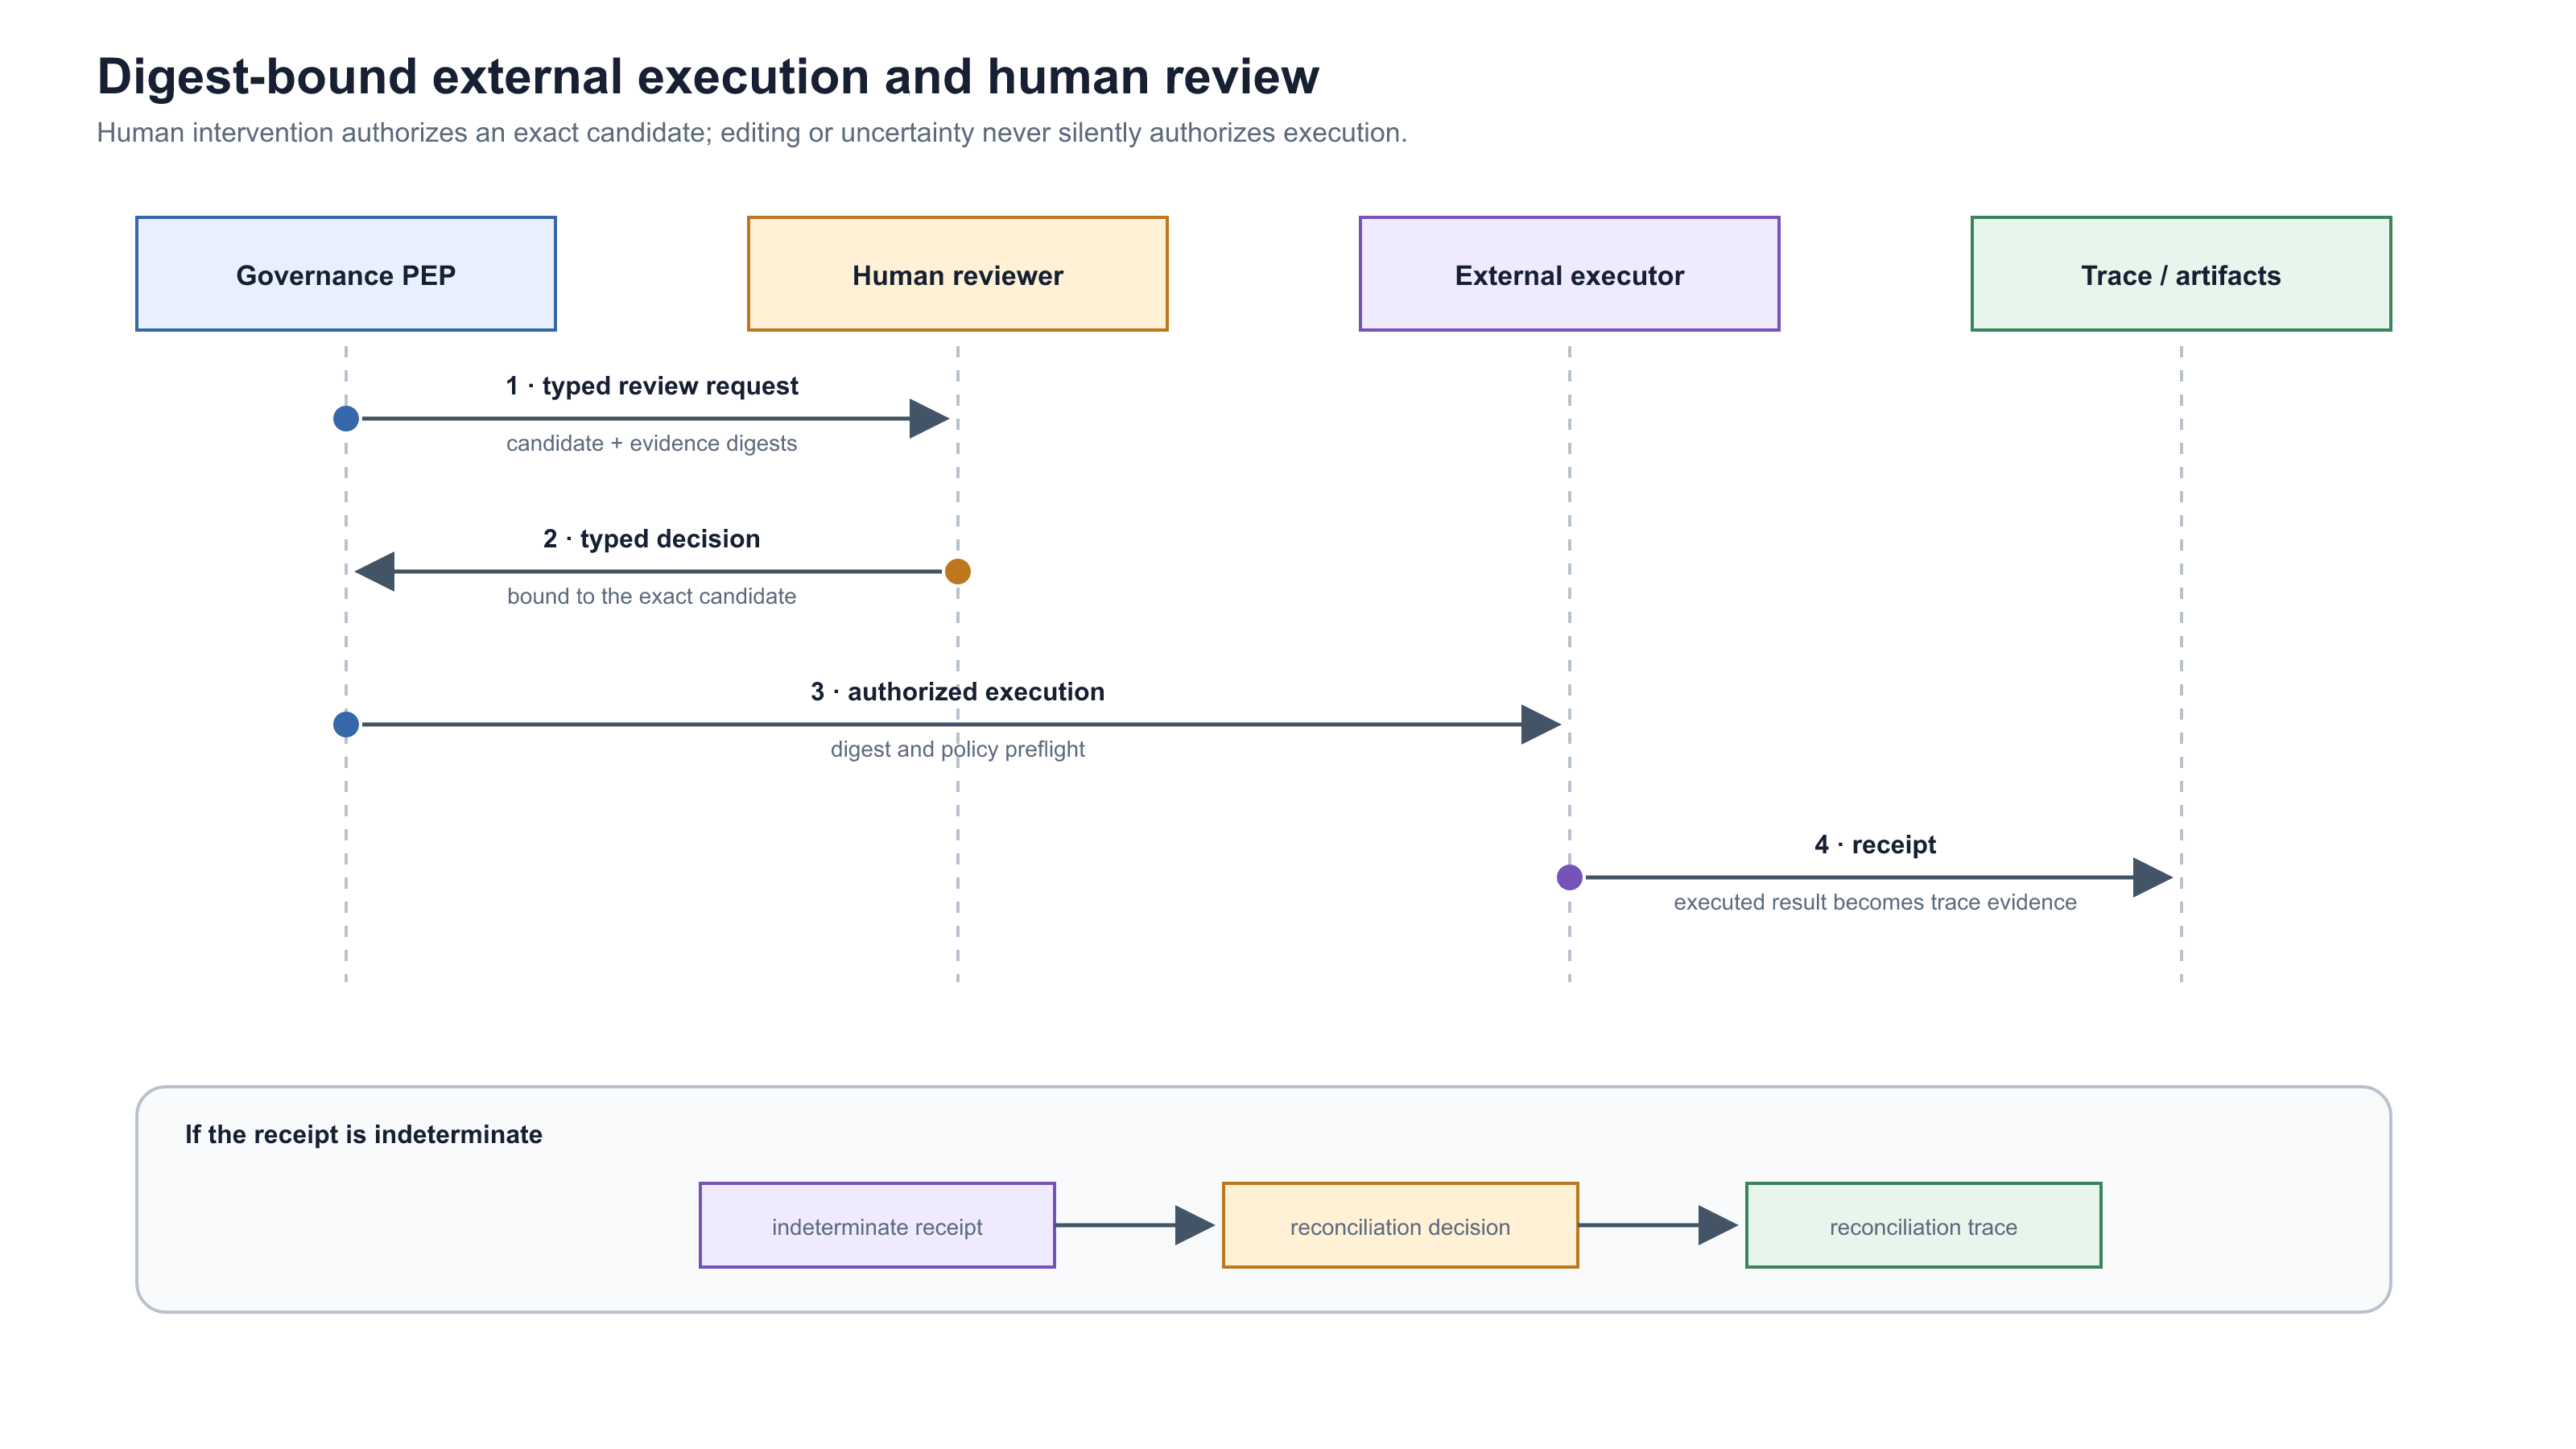 Digest-bound external execution and human review
Human intervention authorizes an exact candidate; editing or uncertainty never silently authorizes execution.
Governance PEP
Human reviewer
External executor
Trace / artifacts
1 · typed review request
candidate + evidence digests
2 · typed decision
bound to the exact candidate
3 · authorized execution
digest and policy preflight
4 · receipt
executed result becomes trace evidence
If the receipt is indeterminate
indeterminate receipt
reconciliation decision
reconciliation trace